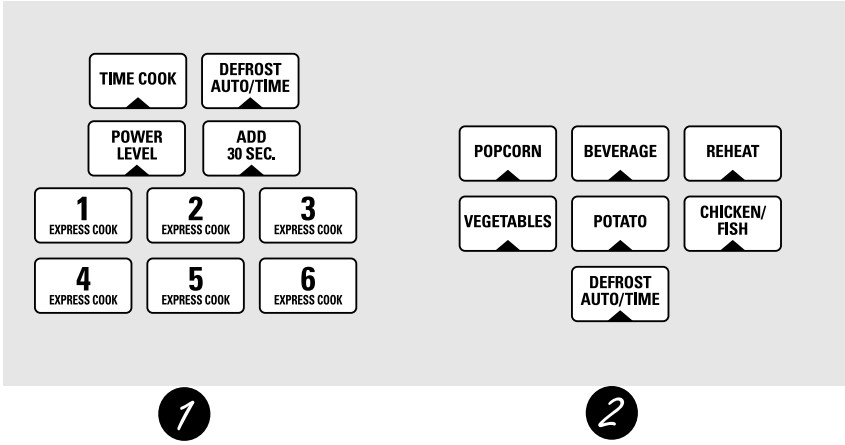 TIME COOK
DEFROST
AUTO/TIME
POWER
LEVEL
ADD
30 SEC.
1
EXPRESS COOK
2
EXPRESS COOK
3
EXPRESS COOK
4
EXPRESS COOK
5
EXPRESS COOK
6
EXPRESS COOK
1
POPCORN
BEVERAGE
REHEAT
VEGETABLES
POTATO
CHICKEN/
FISH
DEFROST
AUTO/TIME
2